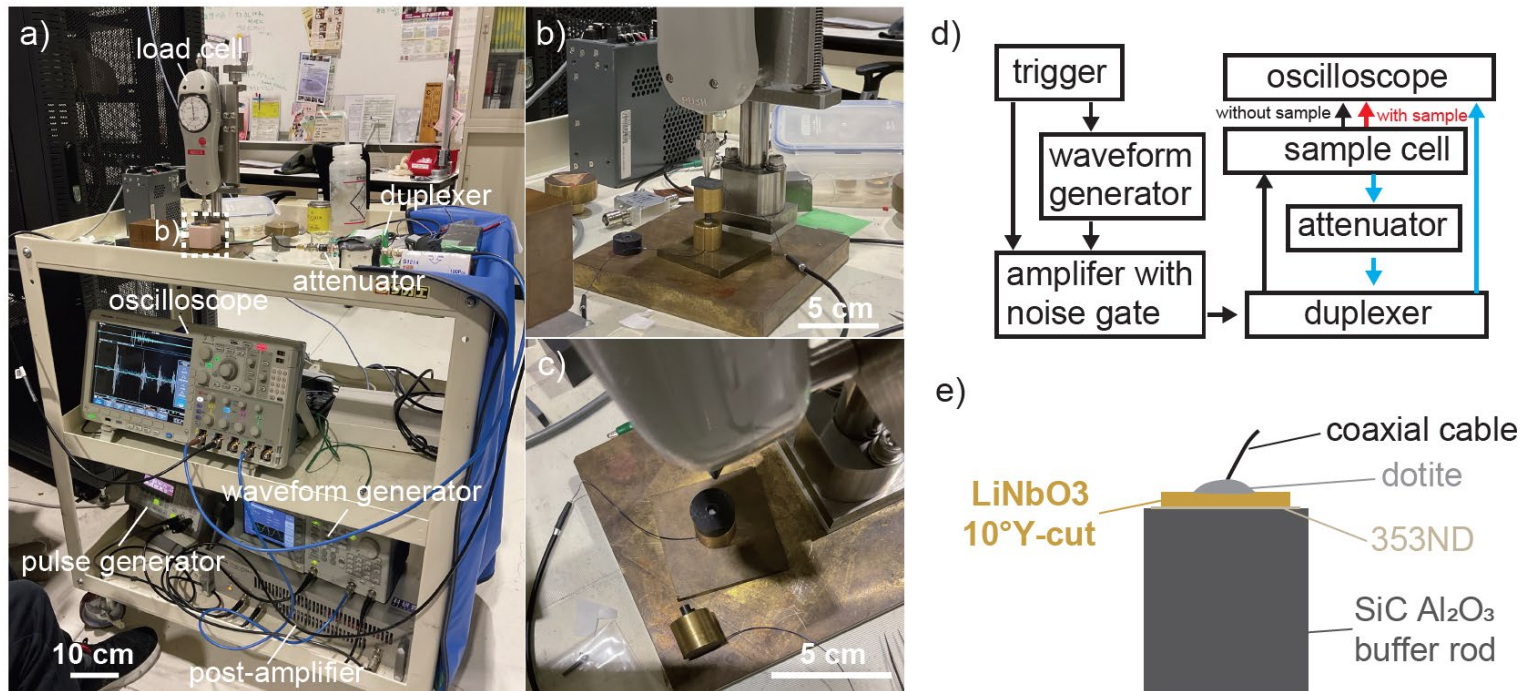 a)
load cell
duplexer
b)
attenuator
oscilloscope
waveform generator
pulse generator
post-amplifier
10 cm
b)
PUSH
5 cm
c)
5 cm
d)
trigger
oscilloscope
without sample
with sample
sample cell
waveform
generator
attenuator
amplifer with
noise gate
duplexer
e)
coaxial cable
dotite
LiNbO3
10°Y-cut
353ND
SiC Al₂O₃
buffer rod